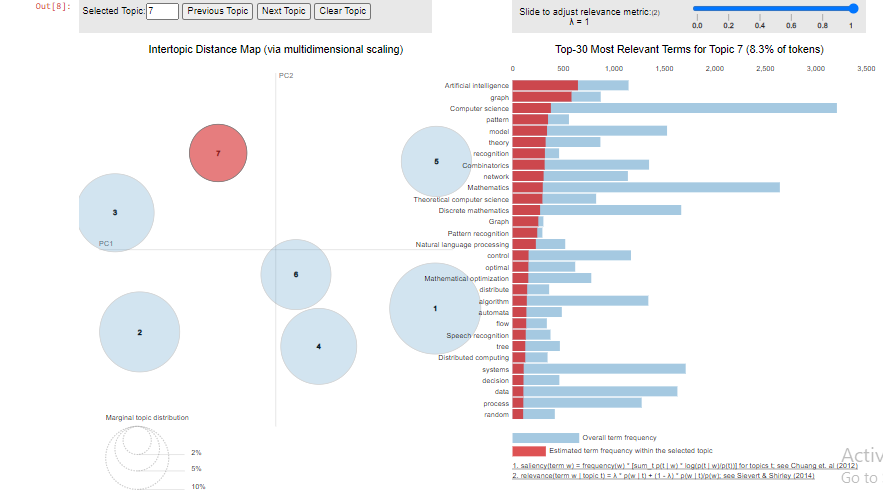 Out[8]:
Selected Topic: 7 Previous Topic Next Topic Clear Topic
Slide to adjust relevance metric:(2)
λ = 1
0.0 0.2 0.4 0.6 0.8 1
Intertopic Distance Map (via multidimensional scaling)
PC2
PC1
7
5
3
6
1
2
4
Marginal topic distribution
2%
5%
10%
Top-30 Most Relevant Terms for Topic 7 (8.3% of tokens)
0 500 1,000 1,500 2,000 2,500 3,000 3,500
Artificial intelligence
graph
Computer science
pattern
model
theory
recognition
Combinatorics
network
Mathematics
Theoretical computer science
Discrete mathematics
Graph
Pattern recognition
Natural language processing
control
optimal
Mathematical optimization
distribute
algorithm
automata
flow
Speech recognition
tree
Distributed computing
systems
decision
data
process
random
Overall term frequency
Estimated term frequency within the selected topic
1. saliency(term w) = frequency(w) * [sum_t p(t | w) * log(p(t | w)/p(t))] for topics t; see Chuang et. al (2012)
2. relevance(term w | topic t) = λ * p(w | t) + (1 - λ) * p(w | t)/p(w); see Sievert & Shirley (2014)
Activ
Go to